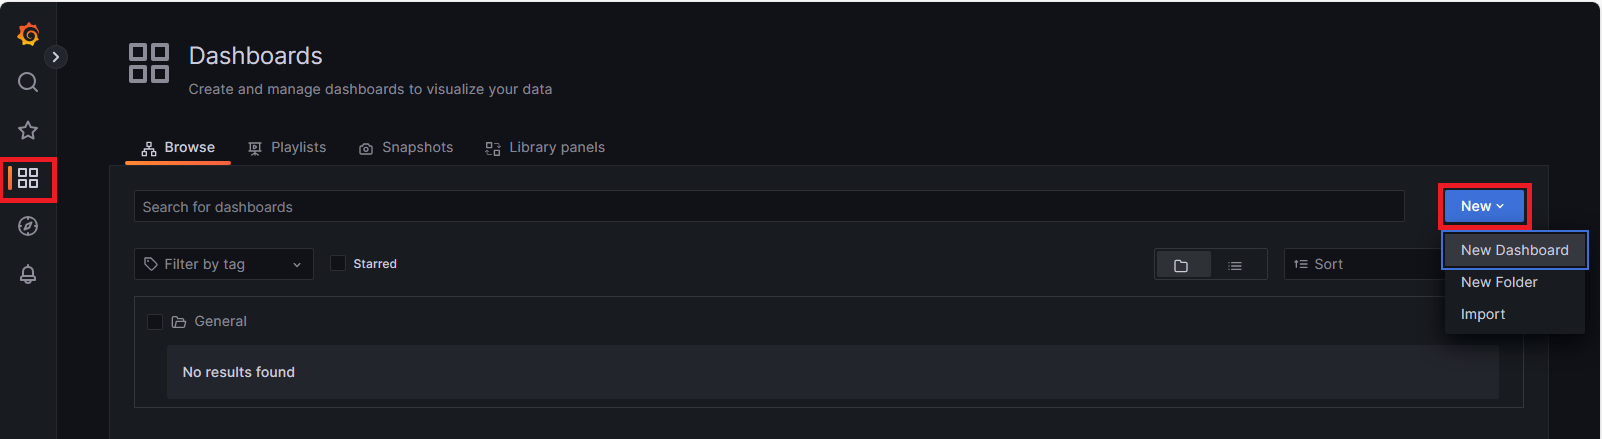 Dashboards
Create and manage dashboards to visualize your data
Browse Playlists Snapshots Library panels
Search for dashboards New
New Dashboard
Filter by tag Starred Sort
New Folder
Import
General
No results found